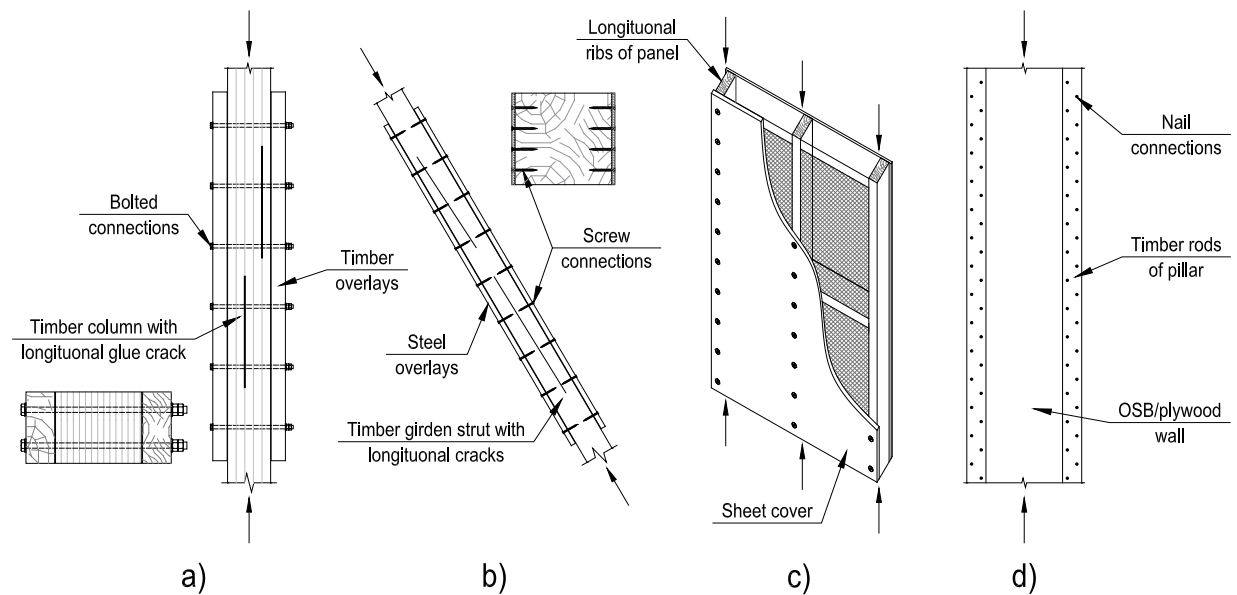 Bolted
connections
Timber
overlays
Timber column with
longituonal glue crack
a)
Screw
connections
Steel
overlays
Timber girden strut with
longituonal cracks
b)
Longituonal
ribs of panel
Sheet cover
c)
Nail
connections
Timber rods
of pillar
OSB/plywood
wall
d)